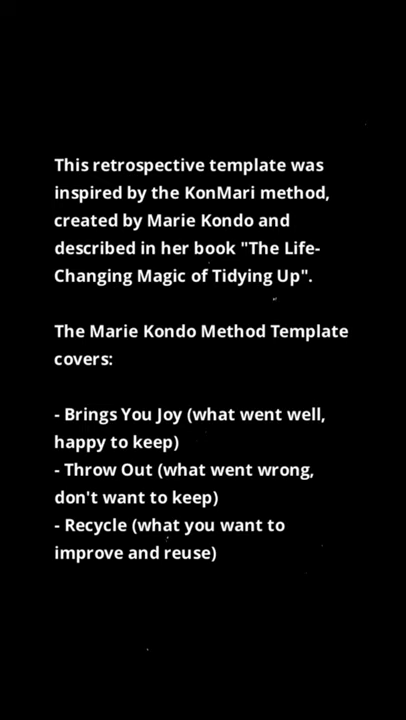 This retrospective template was
inspired by the KonMari method,
created by Marie Kondo and
described in her book "The Life-
Changing Magic of Tidying Up".
The Marie Kondo Method Template
covers:
- Brings You Joy (what went well,
happy to keep)
- Throw Out (what went wrong,
don't want to keep)
- Recycle (what you want to
improve and reuse)